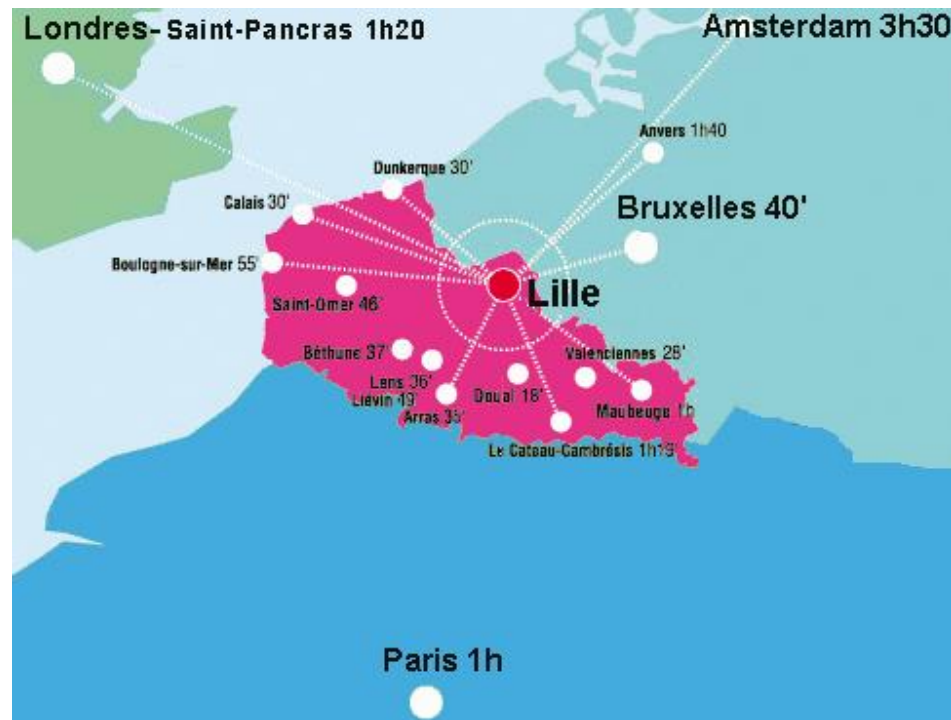 Londres- Saint-Pancras 1h20
Amsterdam 3h30
Anvers 1h40
Dunkerque 30'
Calais 30'
Bruxelles 40'
Boulogne-sur-Mer 55'
Lille
Saint-Omer 46'
Béthune 37'
Valenciennes 28'
Lens 36'
Liévin 49'
Douai 18'
Arras 35'
Maubeuge 1h
Le Cateau-Cambrésis 1h19'
Paris 1h